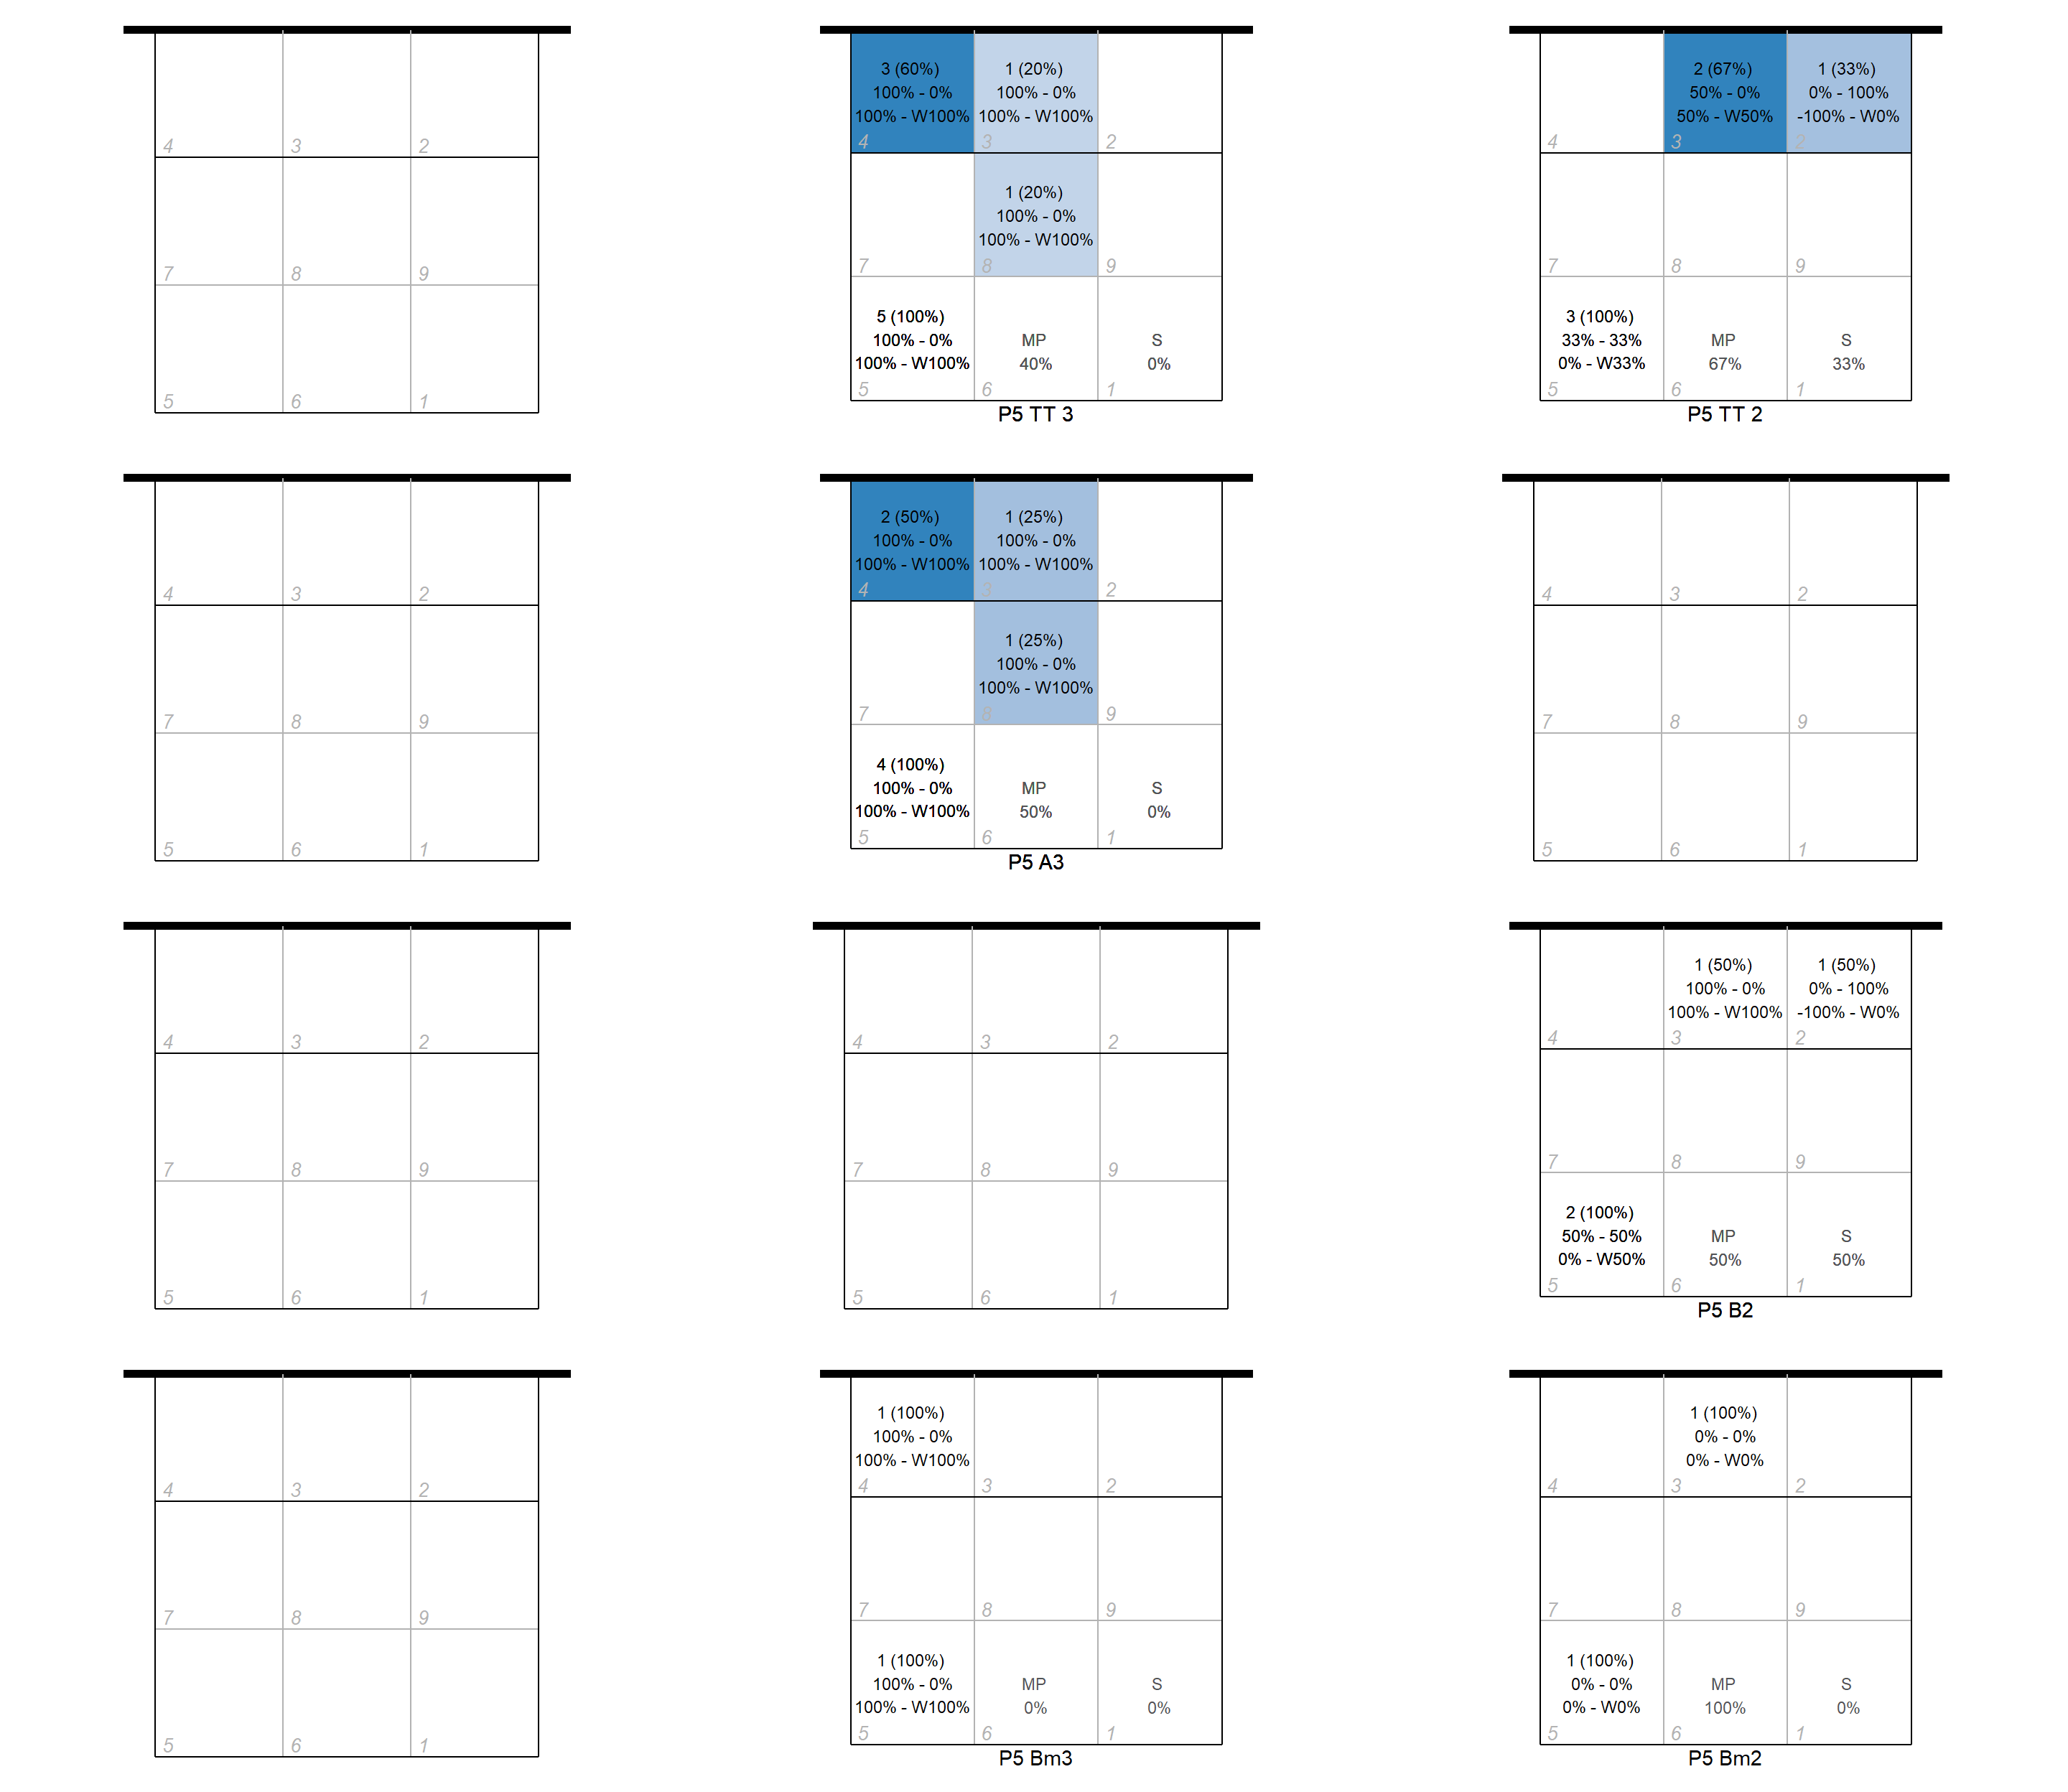 4 3 2
7 8 9
5 6 1
3 (60%) 1 (20%)
100% - 0% 100% - 0%
100% - W100% 100% - W100%
4 3 2
1 (20%)
100% - 0%
100% - W100%
7 8 9
5 (100%)
100% - 0% MP S
100% - W100% 40% 0%
5 6 1
P5 TT 3
2 (67%) 1 (33%)
50% - 0% 0% - 100%
50% - W50% -100% - W0%
4 3 2
7 8 9
3 (100%)
33% - 33% MP S
0% - W33% 67% 33%
5 6 1
P5 TT 2
4 3 2
7 8 9
5 6 1
2 (50%) 1 (25%)
100% - 0% 100% - 0%
100% - W100% 100% - W100%
4 3 2
1 (25%)
100% - 0%
100% - W100%
7 8 9
4 (100%)
100% - 0% MP S
100% - W100% 50% 0%
5 6 1
P5 A3
4 3 2
7 8 9
5 6 1
4 3 2
7 8 9
5 6 1
4 3 2
7 8 9
5 6 1
1 (50%) 1 (50%)
100% - 0% 0% - 100%
100% - W100% -100% - W0%
4 3 2
7 8 9
2 (100%)
50% - 50% MP S
0% - W50% 50% 50%
5 6 1
P5 B2
4 3 2
7 8 9
5 6 1
1 (100%)
100% - 0%
100% - W100%
4 3 2
7 8 9
1 (100%)
100% - 0% MP S
100% - W100% 0% 0%
5 6 1
P5 Bm3
1 (100%)
0% - 0%
0% - W0%
4 3 2
7 8 9
1 (100%)
0% - 0% MP S
0% - W0% 100% 0%
5 6 1
P5 Bm2